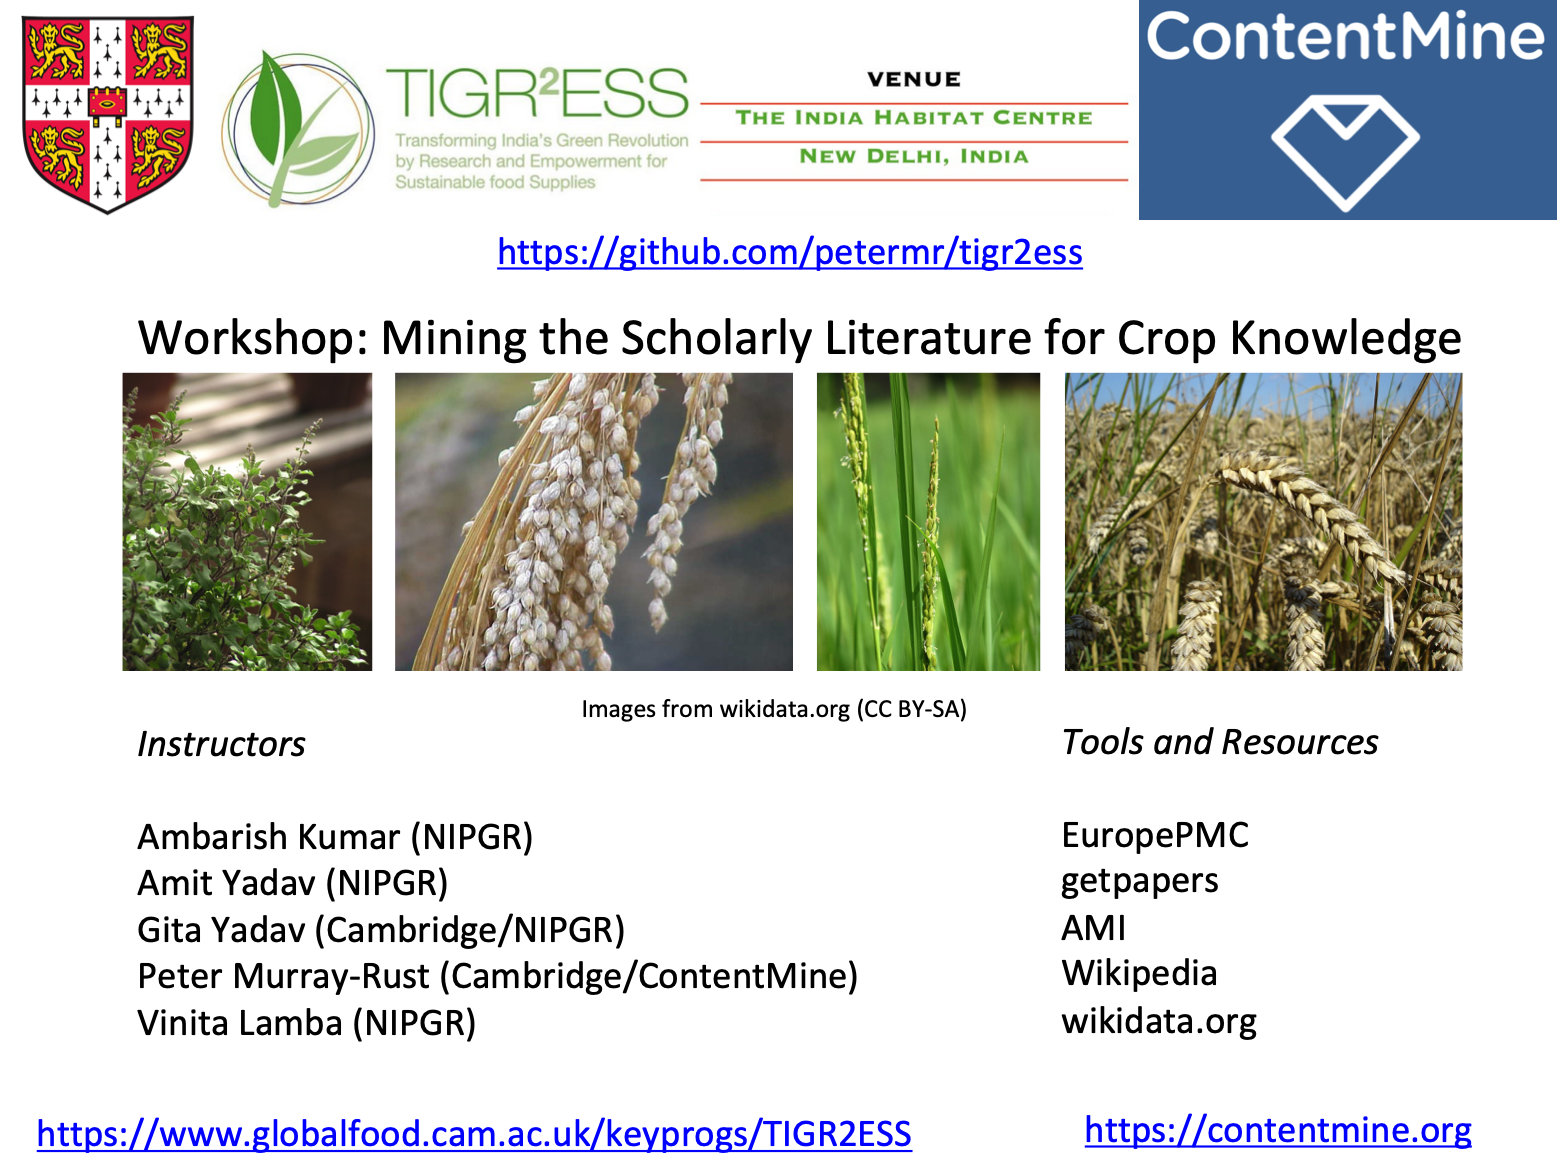 TIGR²ESS
Transforming India's Green Revolution
by Research and Empowerment for
Sustainable food Supplies
VENUE
THE INDIA HABITAT CENTRE
NEW DELHI, INDIA
ContentMine
https://github.com/petermr/tigr2ess
Workshop: Mining the Scholarly Literature for Crop Knowledge
Images from wikidata.org (CC BY-SA)
Instructors
Ambarish Kumar (NIPGR)
Amit Yadav (NIPGR)
Gita Yadav (Cambridge/NIPGR)
Peter Murray-Rust (Cambridge/ContentMine)
Vinita Lamba (NIPGR)
Tools and Resources
EuropePMC
getpapers
AMI
Wikipedia
wikidata.org
https://www.globalfood.cam.ac.uk/keyprogs/TIGR2ESS
https://contentmine.org